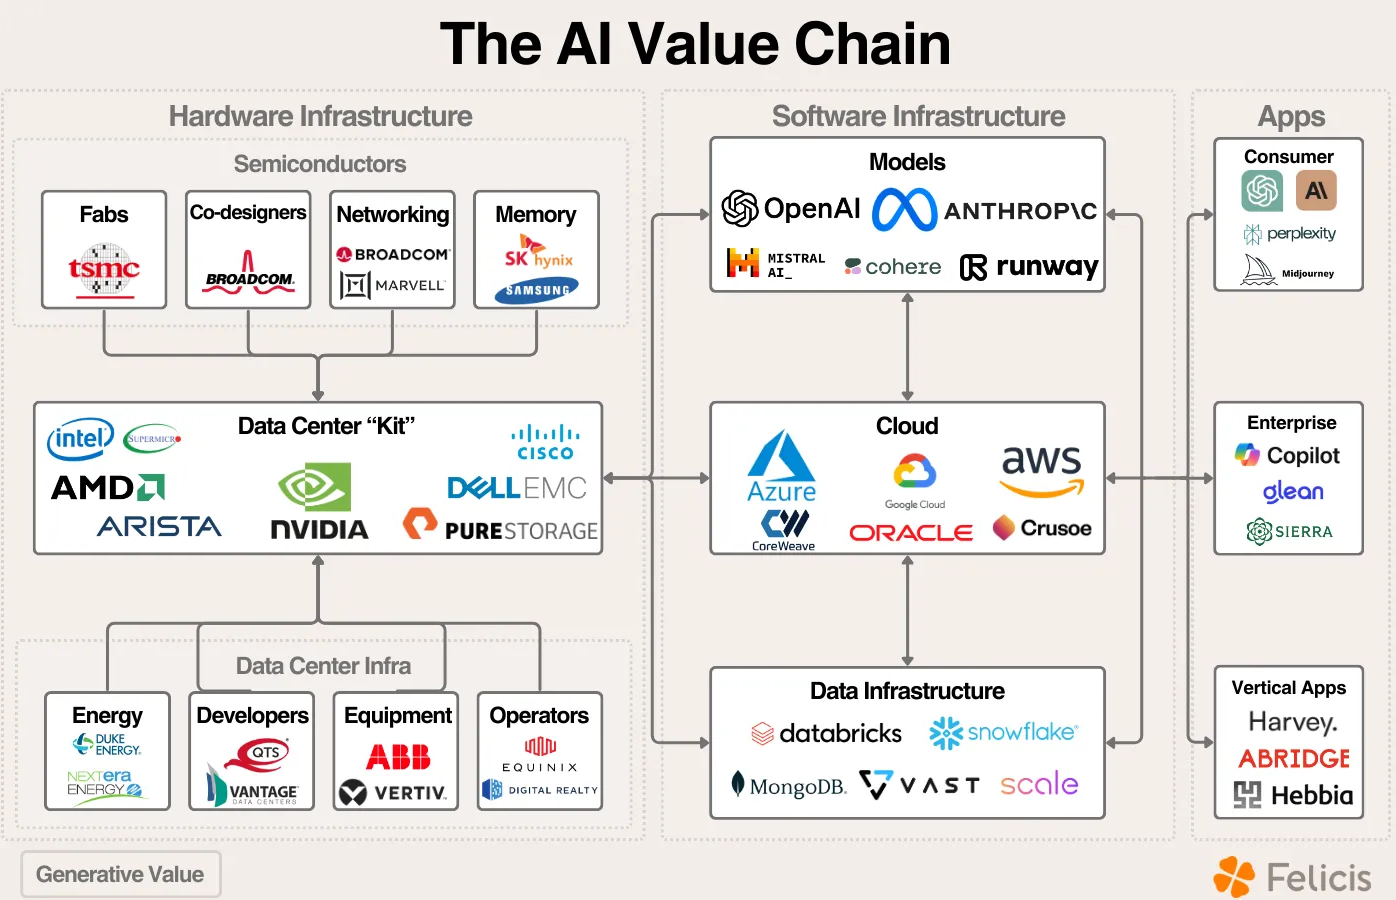 The AI Value Chain
Hardware Infrastructure
Semiconductors
Fabs
tsmc
Co-designers
BROADCOM
Networking
BROADCOM
MARVELL
Memory
SK hynix
SAMSUNG
Data Center “Kit”
intel
SUPERMICRO
AMD
ARISTA
NVIDIA
CISCO
DELLEMC
PURESTORAGE
Data Center Infra
Energy
DUKE
ENERGY
NEXTera
ENERGY
Developers
QTS
VANTAGE
DATA CENTERS
Equipment
ABB
VERTIV
Operators
EQUINIX
DIGITAL REALTY
Software Infrastructure
Models
OpenAI
ANTHROP\C
MISTRAL
AI_
cohere
runway
Cloud
Azure
Google Cloud
aws
CoreWeave
ORACLE
Crusoe
Data Infrastructure
databricks
snowflake
MongoDB.
VAST
scale
Apps
Consumer
A\
perplexity
Midjourney
Enterprise
Copilot
glean
SIERRA
Vertical Apps
Harvey.
ABRIDGE
Hebbia
Generative Value
Felicis